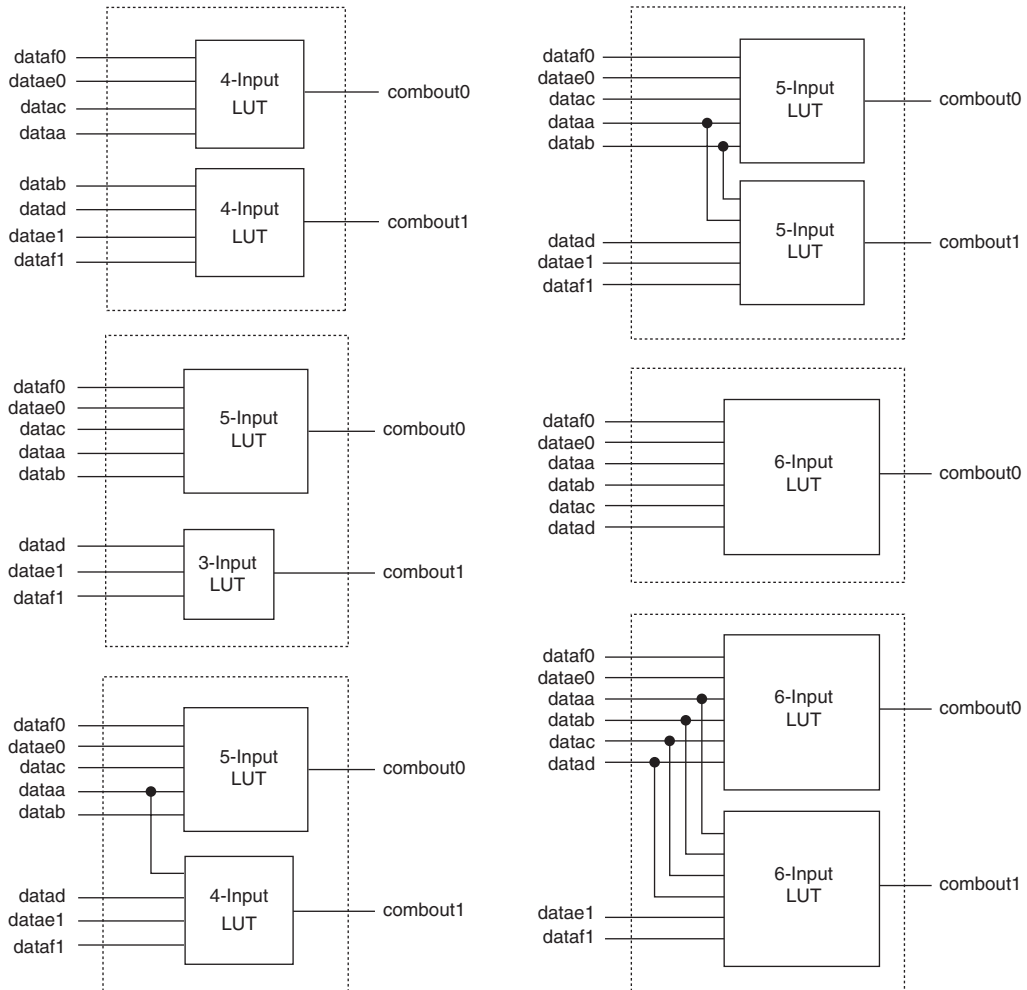 dataf0
datae0
datac
dataa
4-Input
LUT
combout0
datab
datad
datae1
dataf1
4-Input
LUT
combout1
dataf0
datae0
datac
dataa
datab
5-Input
LUT
combout0
datad
datae1
dataf1
3-Input
LUT
combout1
dataf0
datae0
datac
dataa
datab
5-Input
LUT
combout0
datad
datae1
dataf1
4-Input
LUT
combout1
dataf0
datae0
datac
dataa
datab
5-Input
LUT
combout0
datad
datae1
dataf1
5-Input
LUT
combout1
dataf0
datae0
dataa
datab
datac
datad
6-Input
LUT
combout0
dataf0
datae0
dataa
datab
datac
datad
6-Input
LUT
combout0
datae1
dataf1
6-Input
LUT
combout1